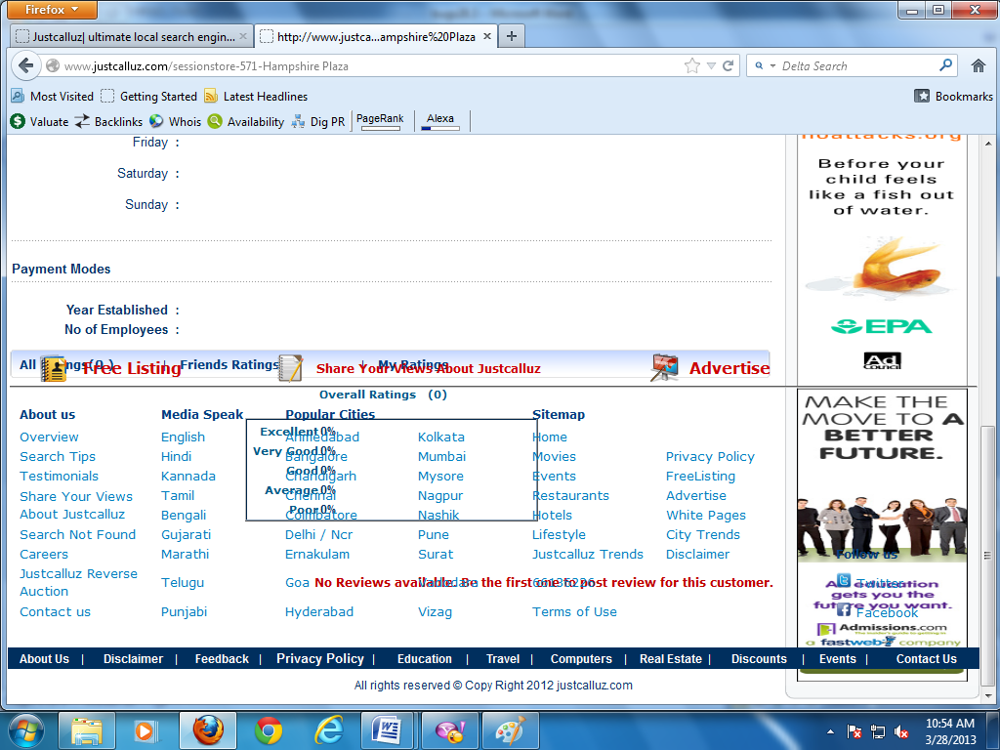 Firefox
Justcalluz| ultimate local search engin...
http://www.justca...ampshire%20Plaza
www.justcalluz.com/sessionstore-571-Hampshire Plaza
Delta Search
Most Visited
Getting Started
Latest Headlines
Bookmarks
Valuate
Backlinks
Whois
Availability
Dig PR
PageRank
Alexa
Friday :
Saturday :
Sunday :
Payment Modes
Year Established :
No of Employees :
All
Free Listing
Friends Ratings
Share Your Views About Justcalluz
My Ratings
Advertise
Overall Ratings (0)
About us
Media Speak
Popular Cities
Sitemap
Excellent 0%
Very Good 0%
Good 0%
Average 0%
Poor 0%
Overview
English
Ahmedabad
Kolkata
Home
Search Tips
Hindi
Bangalore
Mumbai
Movies
Privacy Policy
Testimonials
Kannada
Chandigarh
Mysore
Events
FreeListing
Share Your Views
About Justcalluz
Tamil
Chennai
Nagpur
Restaurants
Advertise
Bengali
Coimbatore
Nashik
Hotels
White Pages
Search Not Found
Gujarati
Delhi / Ncr
Pune
Lifestyle
City Trends
Careers
Marathi
Ernakulam
Surat
Justcalluz Trends
Disclaimer
Justcalluz Reverse
Auction
Telugu
Goa
No Reviews available. Be the first one to post review for this customer.
Contact us
Punjabi
Hyderabad
Vizag
Terms of Use
noattacks.org
Before your
child feels
like a fish out
of water.
EPA
Ad
Council
MAKE THE
MOVE TO A
BETTER
FUTURE.
Follow us
Twitter
An education
gets you the
future you want.
Facebook
Admissions.com
a fastweb company
About Us | Disclaimer | Feedback | Privacy Policy | Education | Travel | Computers | Real Estate | Discounts | Events | Contact Us
All rights reserved © Copy Right 2012 justcalluz.com
10:54 AM
3/28/2013